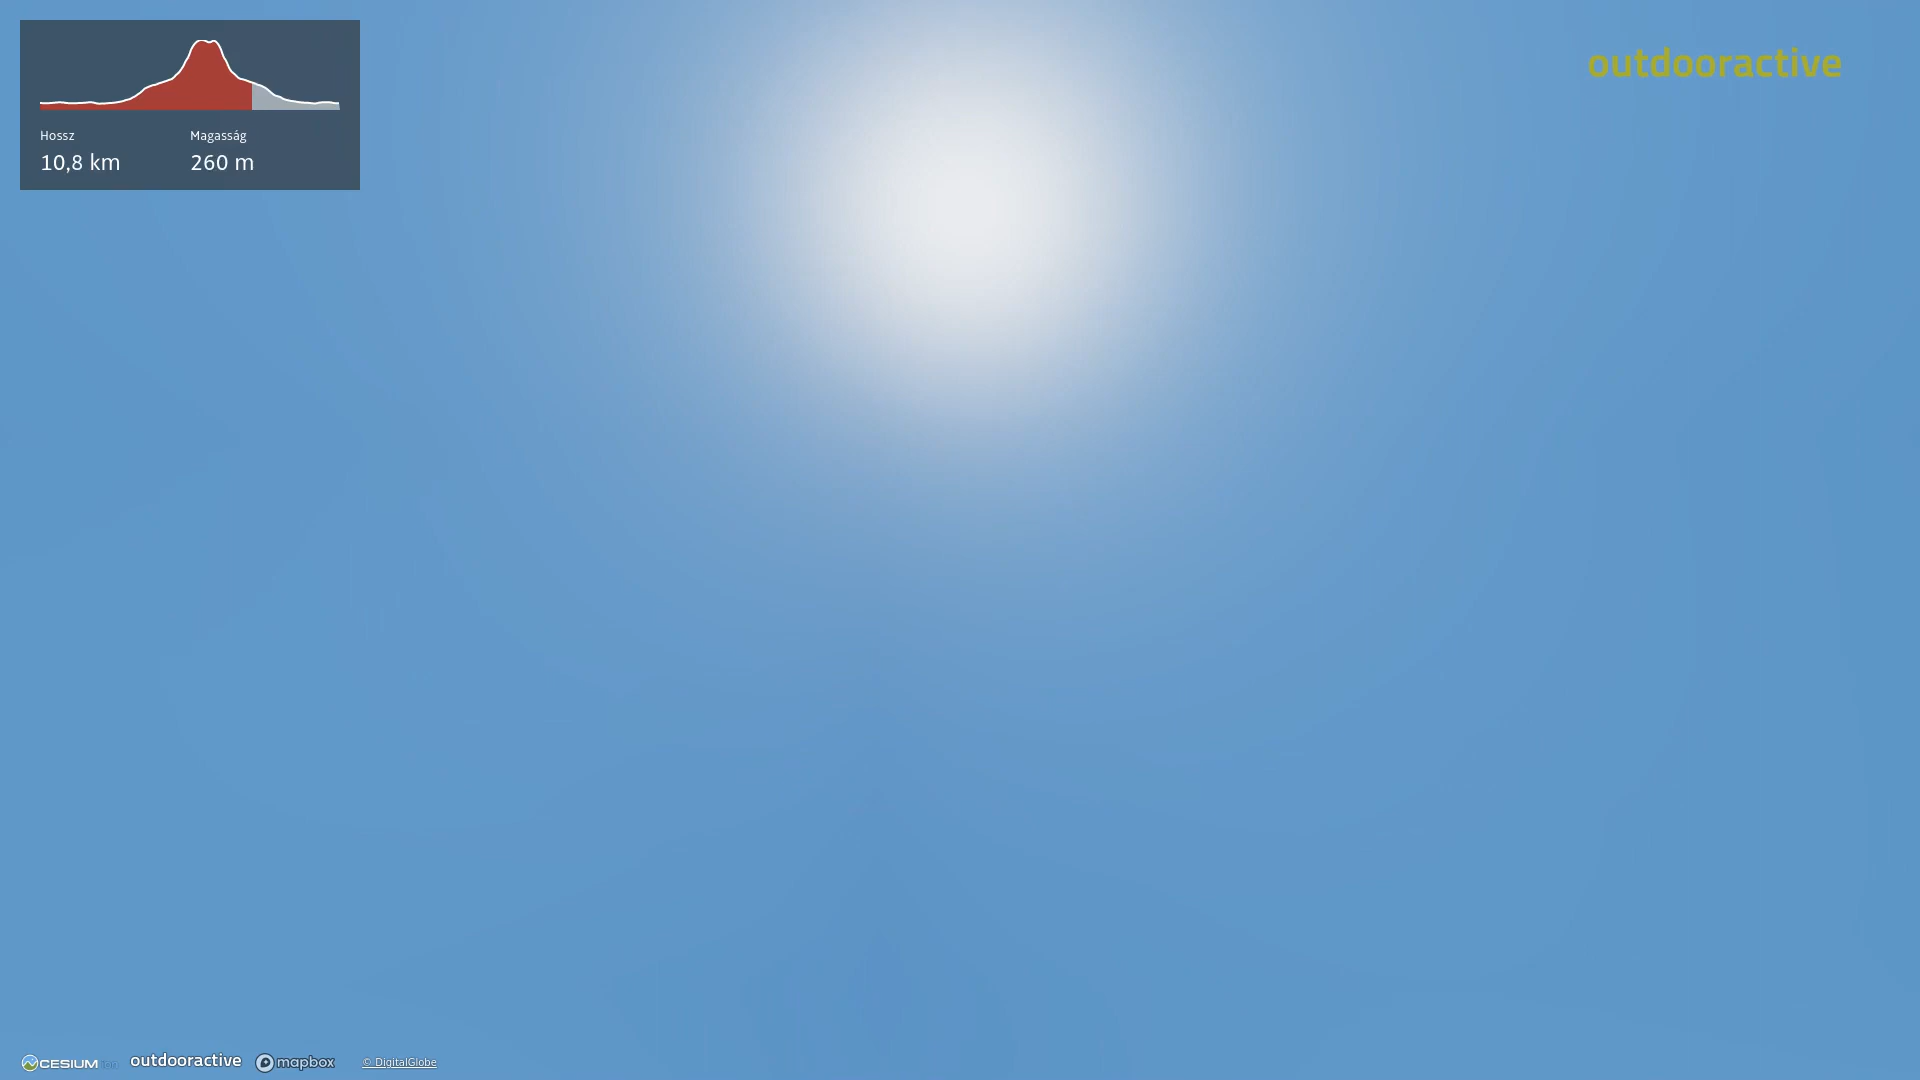 outdooractive
Hossz
Magasság
10,8 km
260 m
CESIUM
outdooractive
mapbox
© DigitalGlobe